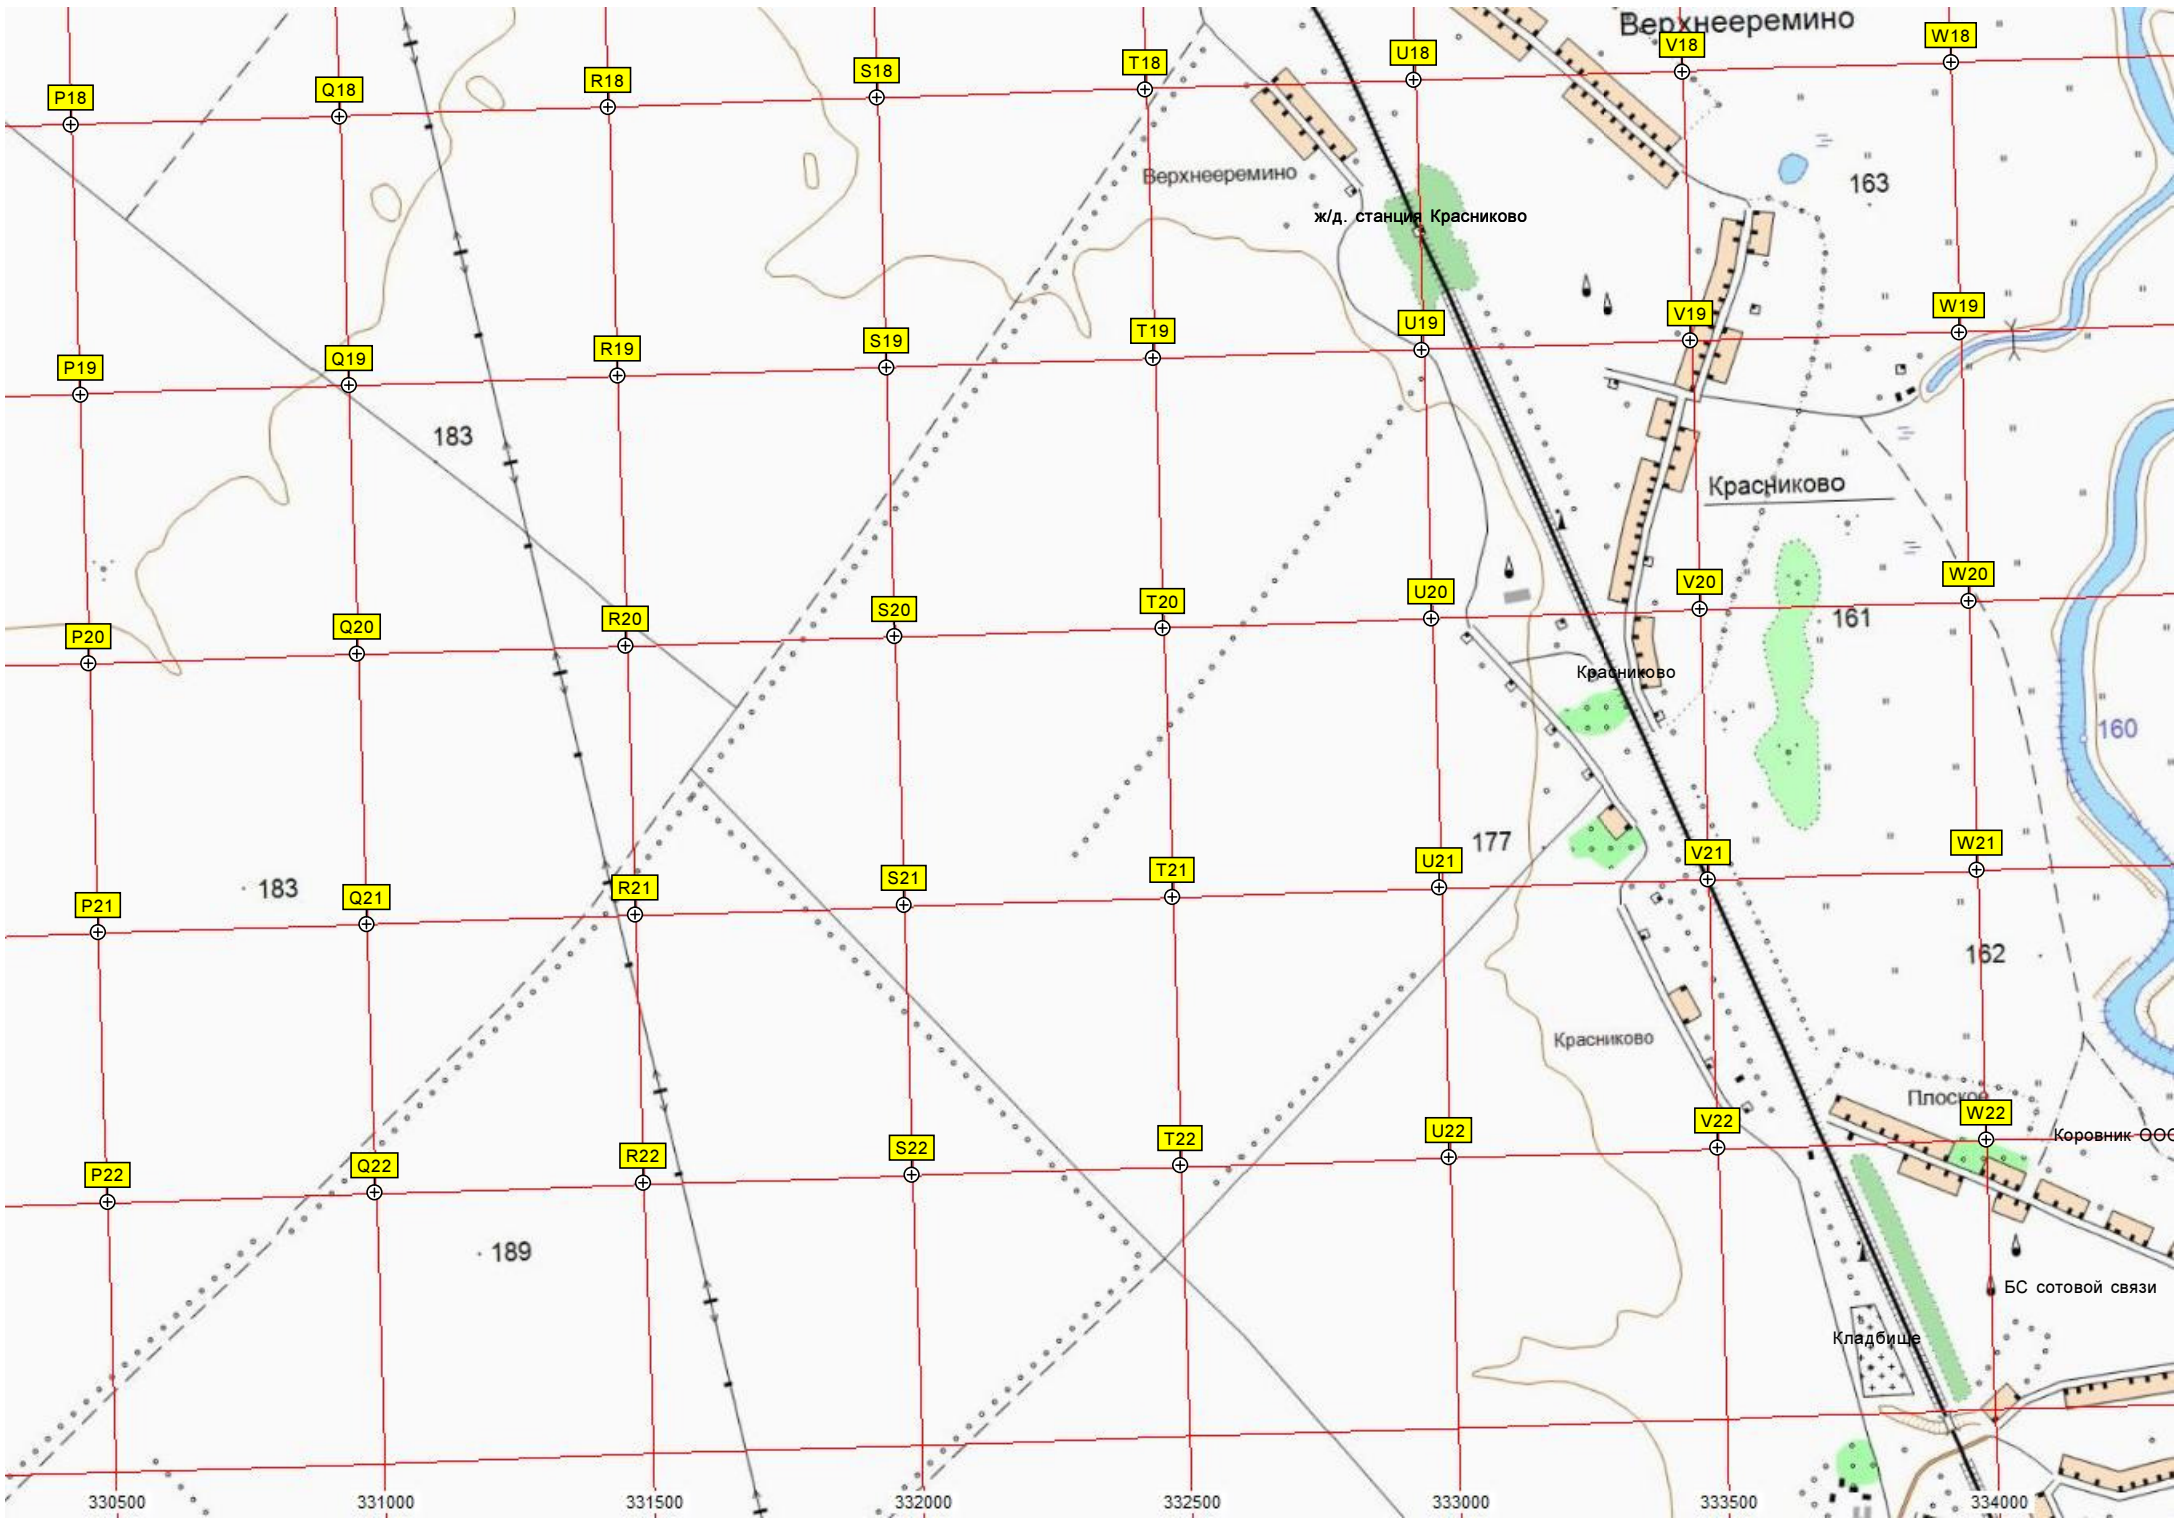 Верхнееремино
W18
V18
U18
T18
S18
R18
Q18
P18
Верхнееремино
163
ж/д. станция Красниково
W19
V19
U19
T19
S19
R19
Q19
P19
183
Красниково
W20
V20
U20
T20
S20
R20
Q20
P20
161
Красниково
160
177
W21
V21
U21
T21
S21
R21
Q21
P21
183
162
Красниково
Плоское
W22
V22
U22
T22
S22
R22
Q22
P22
Коровник ООО
189
БС сотовой связи
Кладбище
330500 331000 331500 332000 332500 333000 333500 334000